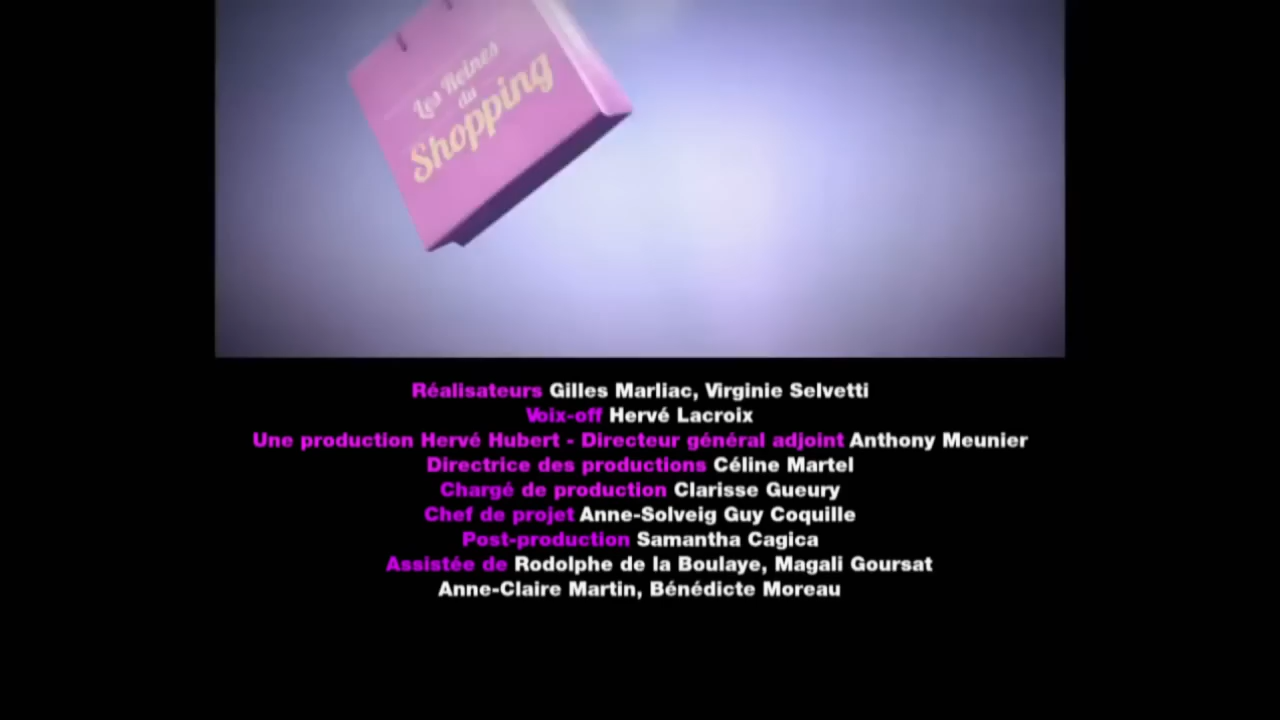 Les Reines
du
Shopping
Réalisateurs Gilles Marliac, Virginie Selvetti
Voix-off Hervé Lacroix
Une production Hervé Hubert - Directeur général adjoint Anthony Meunier
Directrice des productions Céline Martel
Chargé de production Clarisse Gueury
Chef de projet Anne-Solveig Guy Coquille
Post-production Samantha Cagica
Assistée de Rodolphe de la Boulaye, Magali Goursat
Anne-Claire Martin, Bénédicte Moreau